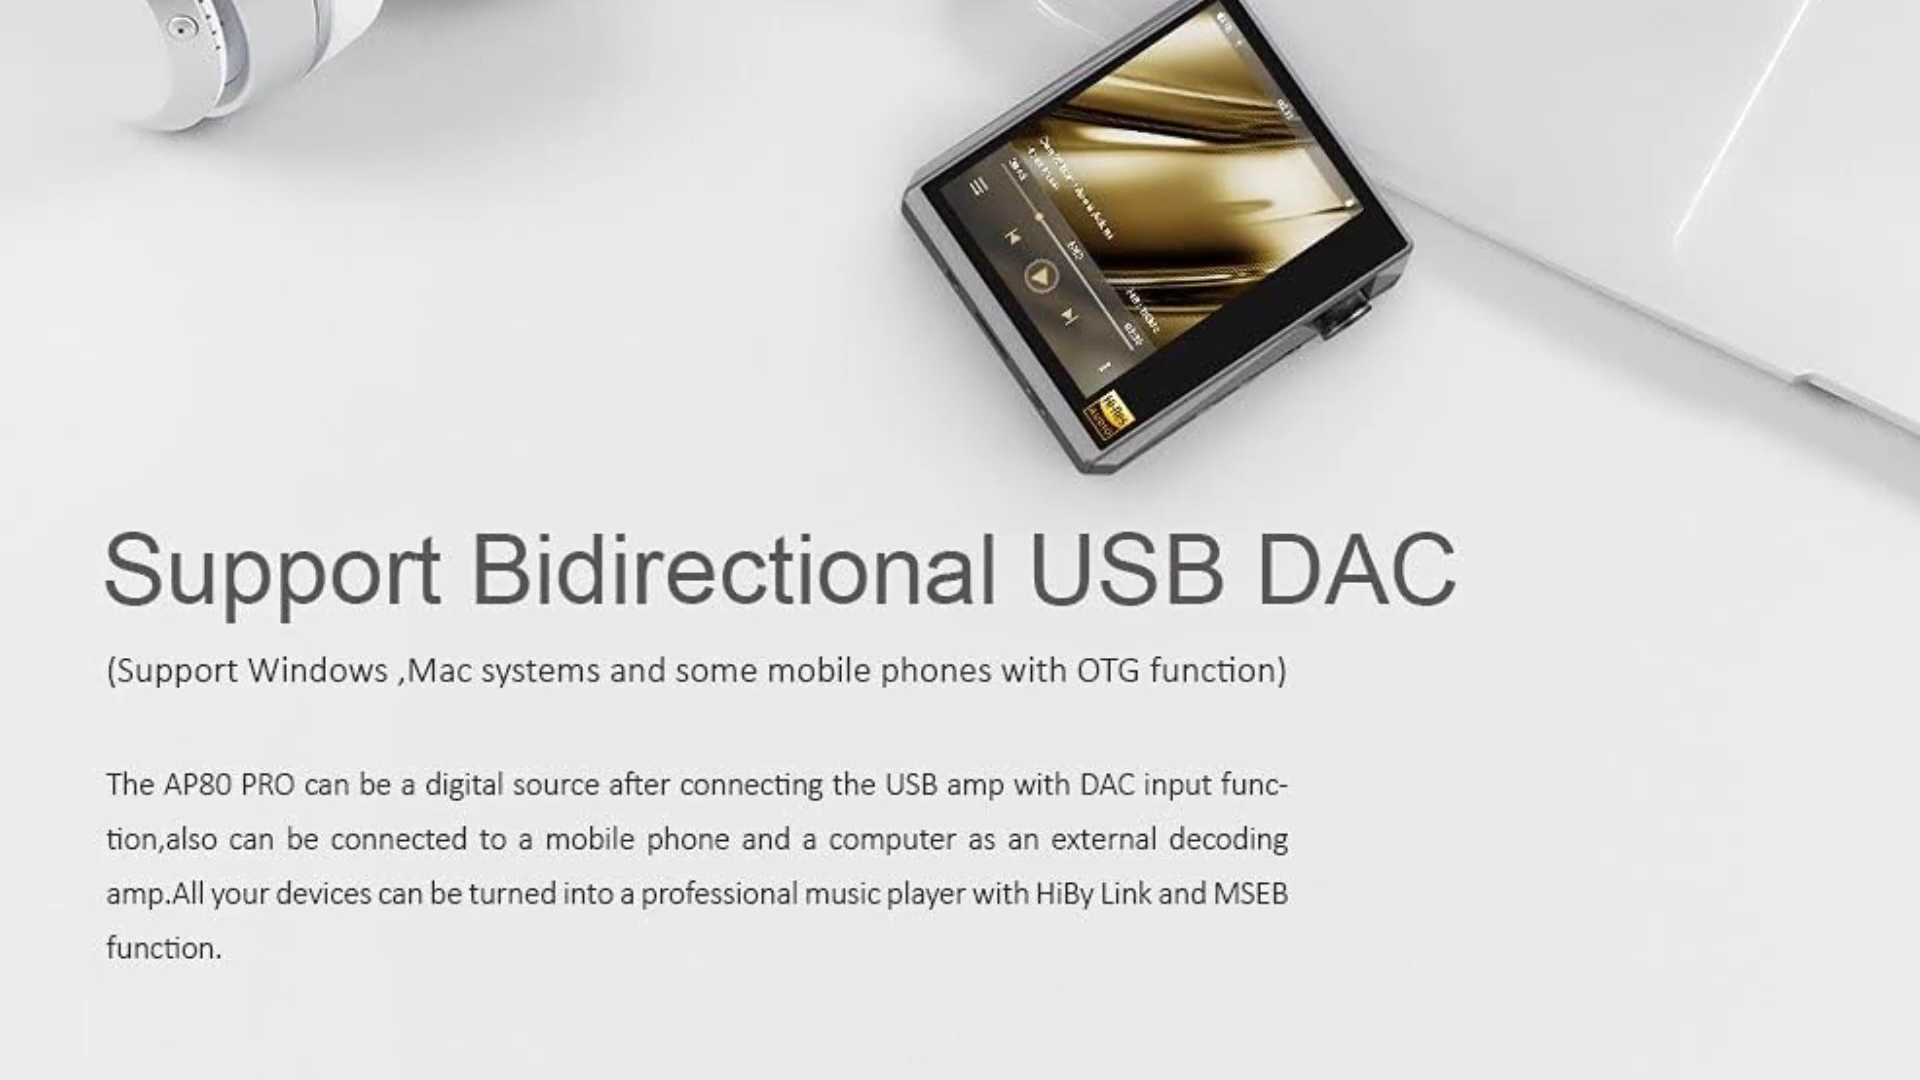 Hi-Res
AUDIO
Support Bidirectional USB DAC
(Support Windows ,Mac systems and some mobile phones with OTG function)
The AP80 PRO can be a digital source after connecting the USB amp with DAC input func-
tion,also can be connected to a mobile phone and a computer as an external decoding
amp.All your devices can be turned into a professional music player with HiBy Link and MSEB
function.